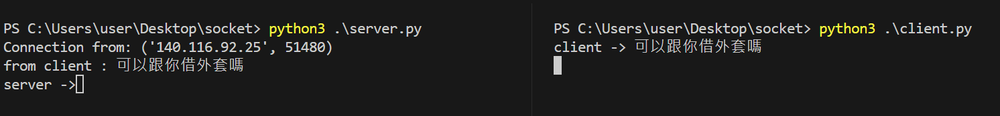 PS C:\Users\user\Desktop\socket> python3 .\server.py
Connection from: ('140.116.92.25', 51480)
from client : 可以跟你借外套嗎
server ->
PS C:\Users\user\Desktop\socket> python3 .\client.py
client -> 可以跟你借外套嗎